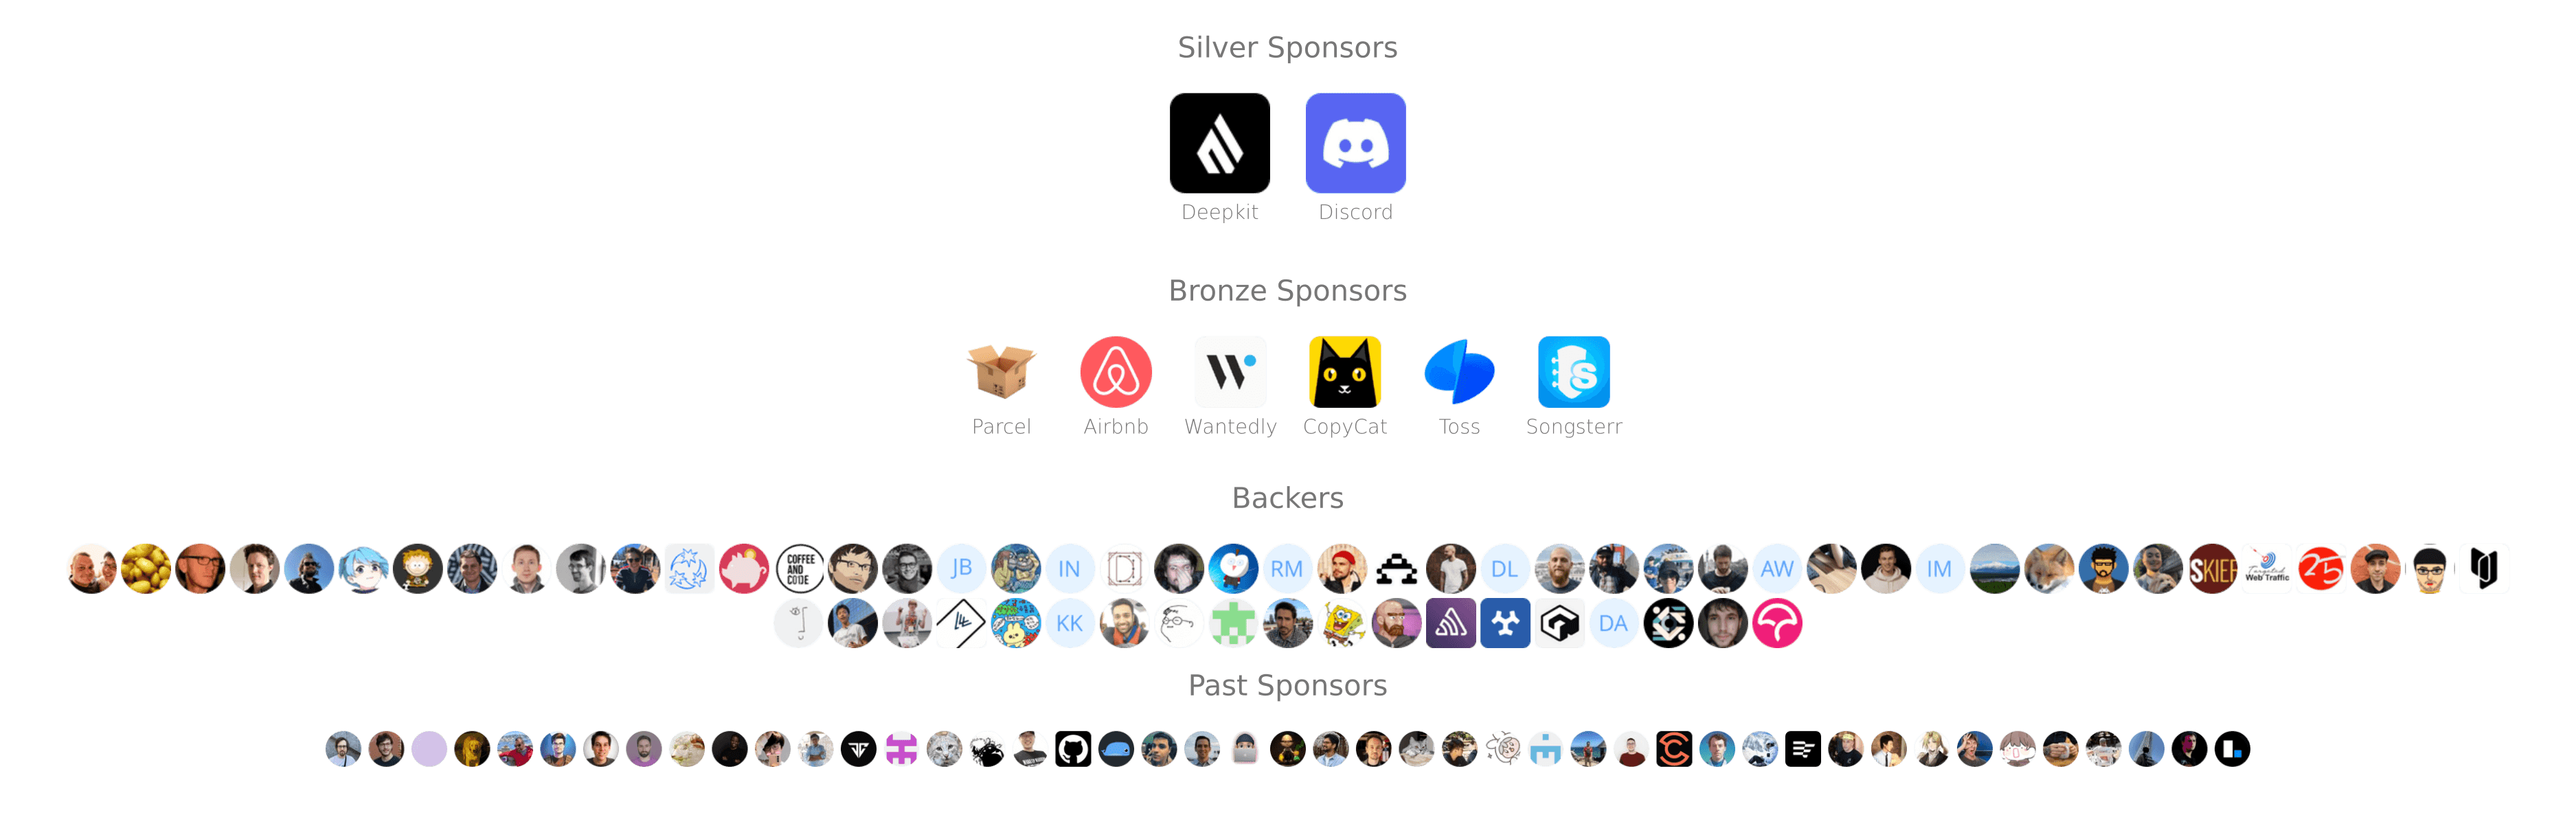 Silver Sponsors
Deepkit Discord
Bronze Sponsors
Parcel Airbnb Wantedly CopyCat Toss Songsterr
Backers
COFFEE AND CODE JB IN RM DL AW IM SKIFF Targeted Web Traffic 25
KK DA
Past Sponsors